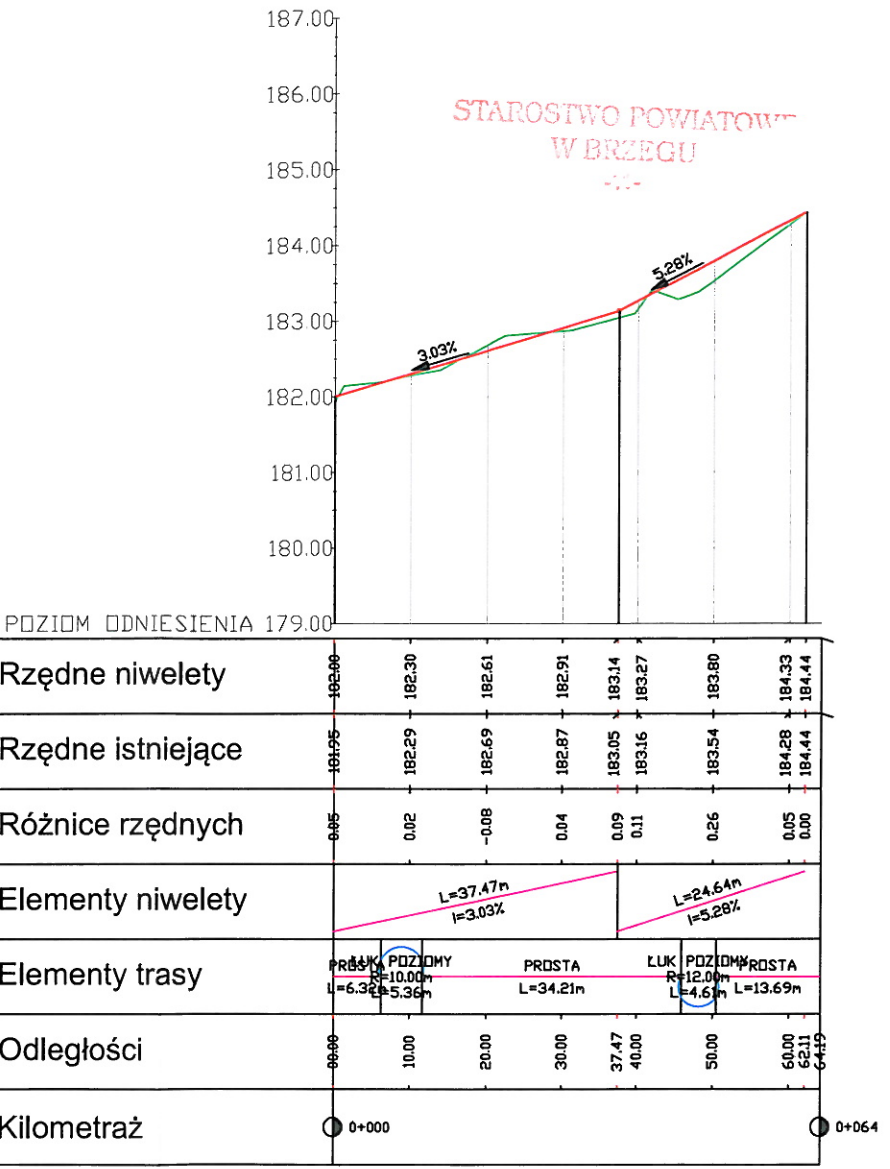 187.00
186.00
STAROSTWO POWIATOWE
W BRZEGU
185.00
184.00
5.28%
183.00
3.03%
182.00
181.00
180.00
POZIOM ODNIESIENIA 179.00
Rzędne niwelety 182.00 182.30 182.61 182.91 183.14 183.27 183.80 184.33 184.44
Rzędne istniejące 181.95 182.29 182.69 182.87 183.05 183.16 183.54 184.28 184.44
Różnice rzędnych 0.05 0.02 -0.08 0.04 0.09 0.11 0.26 0.05 0.00
Elementy niwelety L=37.47m L=24.64m
I=3.03% I=5.28%
Elementy trasy PROSTA ŁUK POZIOMY PROSTA ŁUK POZIOMY PROSTA
R=10.00m R=12.00m
L=6.32m L=5.36m L=34.21m L=4.61m L=13.69m
Odległości 00.00 10.00 20.00 30.00 37.47 40.00 50.00 60.00 62.11 64.19
Kilometraż 0+000 0+064